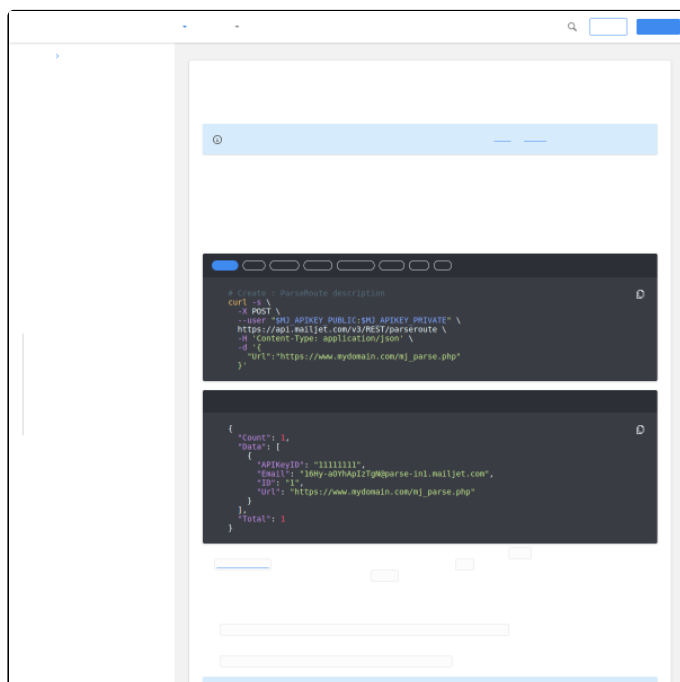 # Create : ParseRoute description
curl -s \
-X POST \
--user "$MJ_APIKEY_PUBLIC:$MJ_APIKEY_PRIVATE" \
https://api.mailjet.com/v3/REST/parseroute \
-H 'Content-Type: application/json' \
-d '{
"Url":"https://www.mydomain.com/mj_parse.php"
}'
{
"Count": 1,
"Data": [
{
"APIKeyID": "11111111",
"Email": "16Hy-aOYhApIzTgN@parse-in1.mailjet.com",
"ID": "1",
"Url": "https://www.mydomain.com/mj_parse.php"
}
],
"Total": 1
}